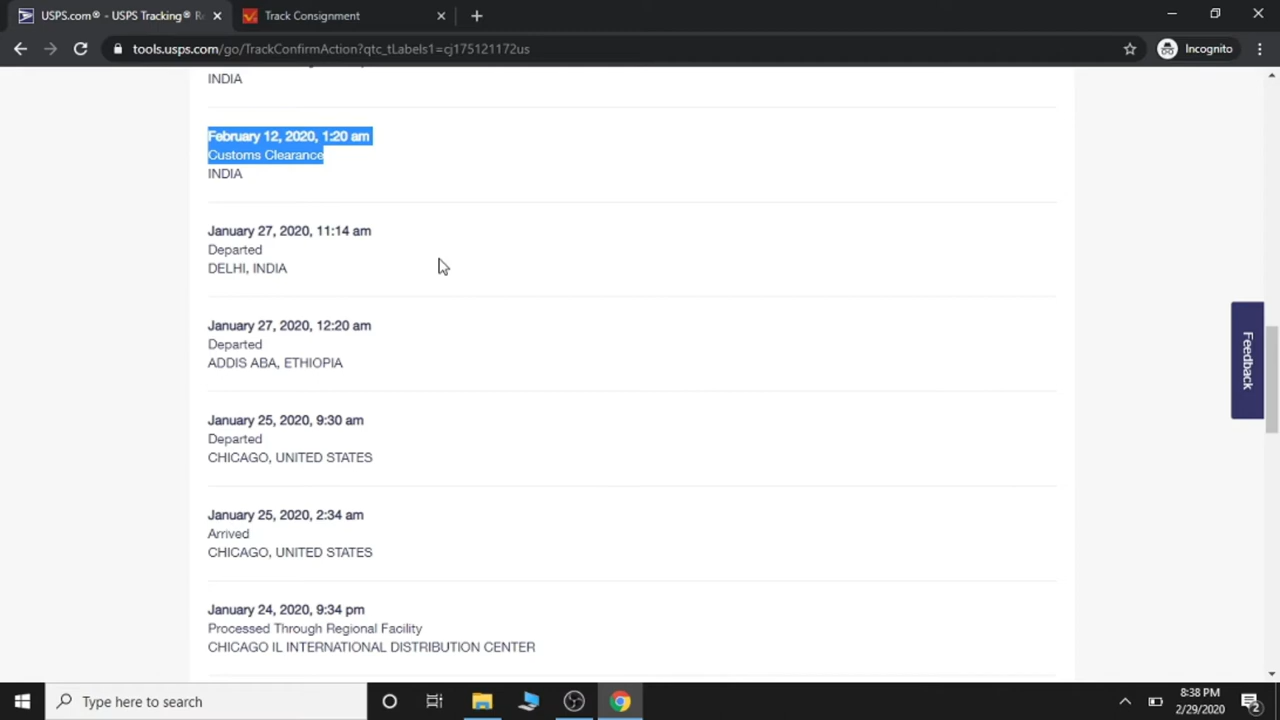 USPS.com® - USPS Tracking® Re
Track Consignment
tools.usps.com/go/TrackConfirmAction?qtc_tLabels1=cj175121172us
Incognito
INDIA
February 12, 2020, 1:20 am
Customs Clearance
INDIA
January 27, 2020, 11:14 am
Departed
DELHI, INDIA
January 27, 2020, 12:20 am
Departed
ADDIS ABA, ETHIOPIA
January 25, 2020, 9:30 am
Departed
CHICAGO, UNITED STATES
January 25, 2020, 2:34 am
Arrived
CHICAGO, UNITED STATES
January 24, 2020, 9:34 pm
Processed Through Regional Facility
CHICAGO IL INTERNATIONAL DISTRIBUTION CENTER
Feedback
Type here to search
8:38 PM
2/29/2020
2